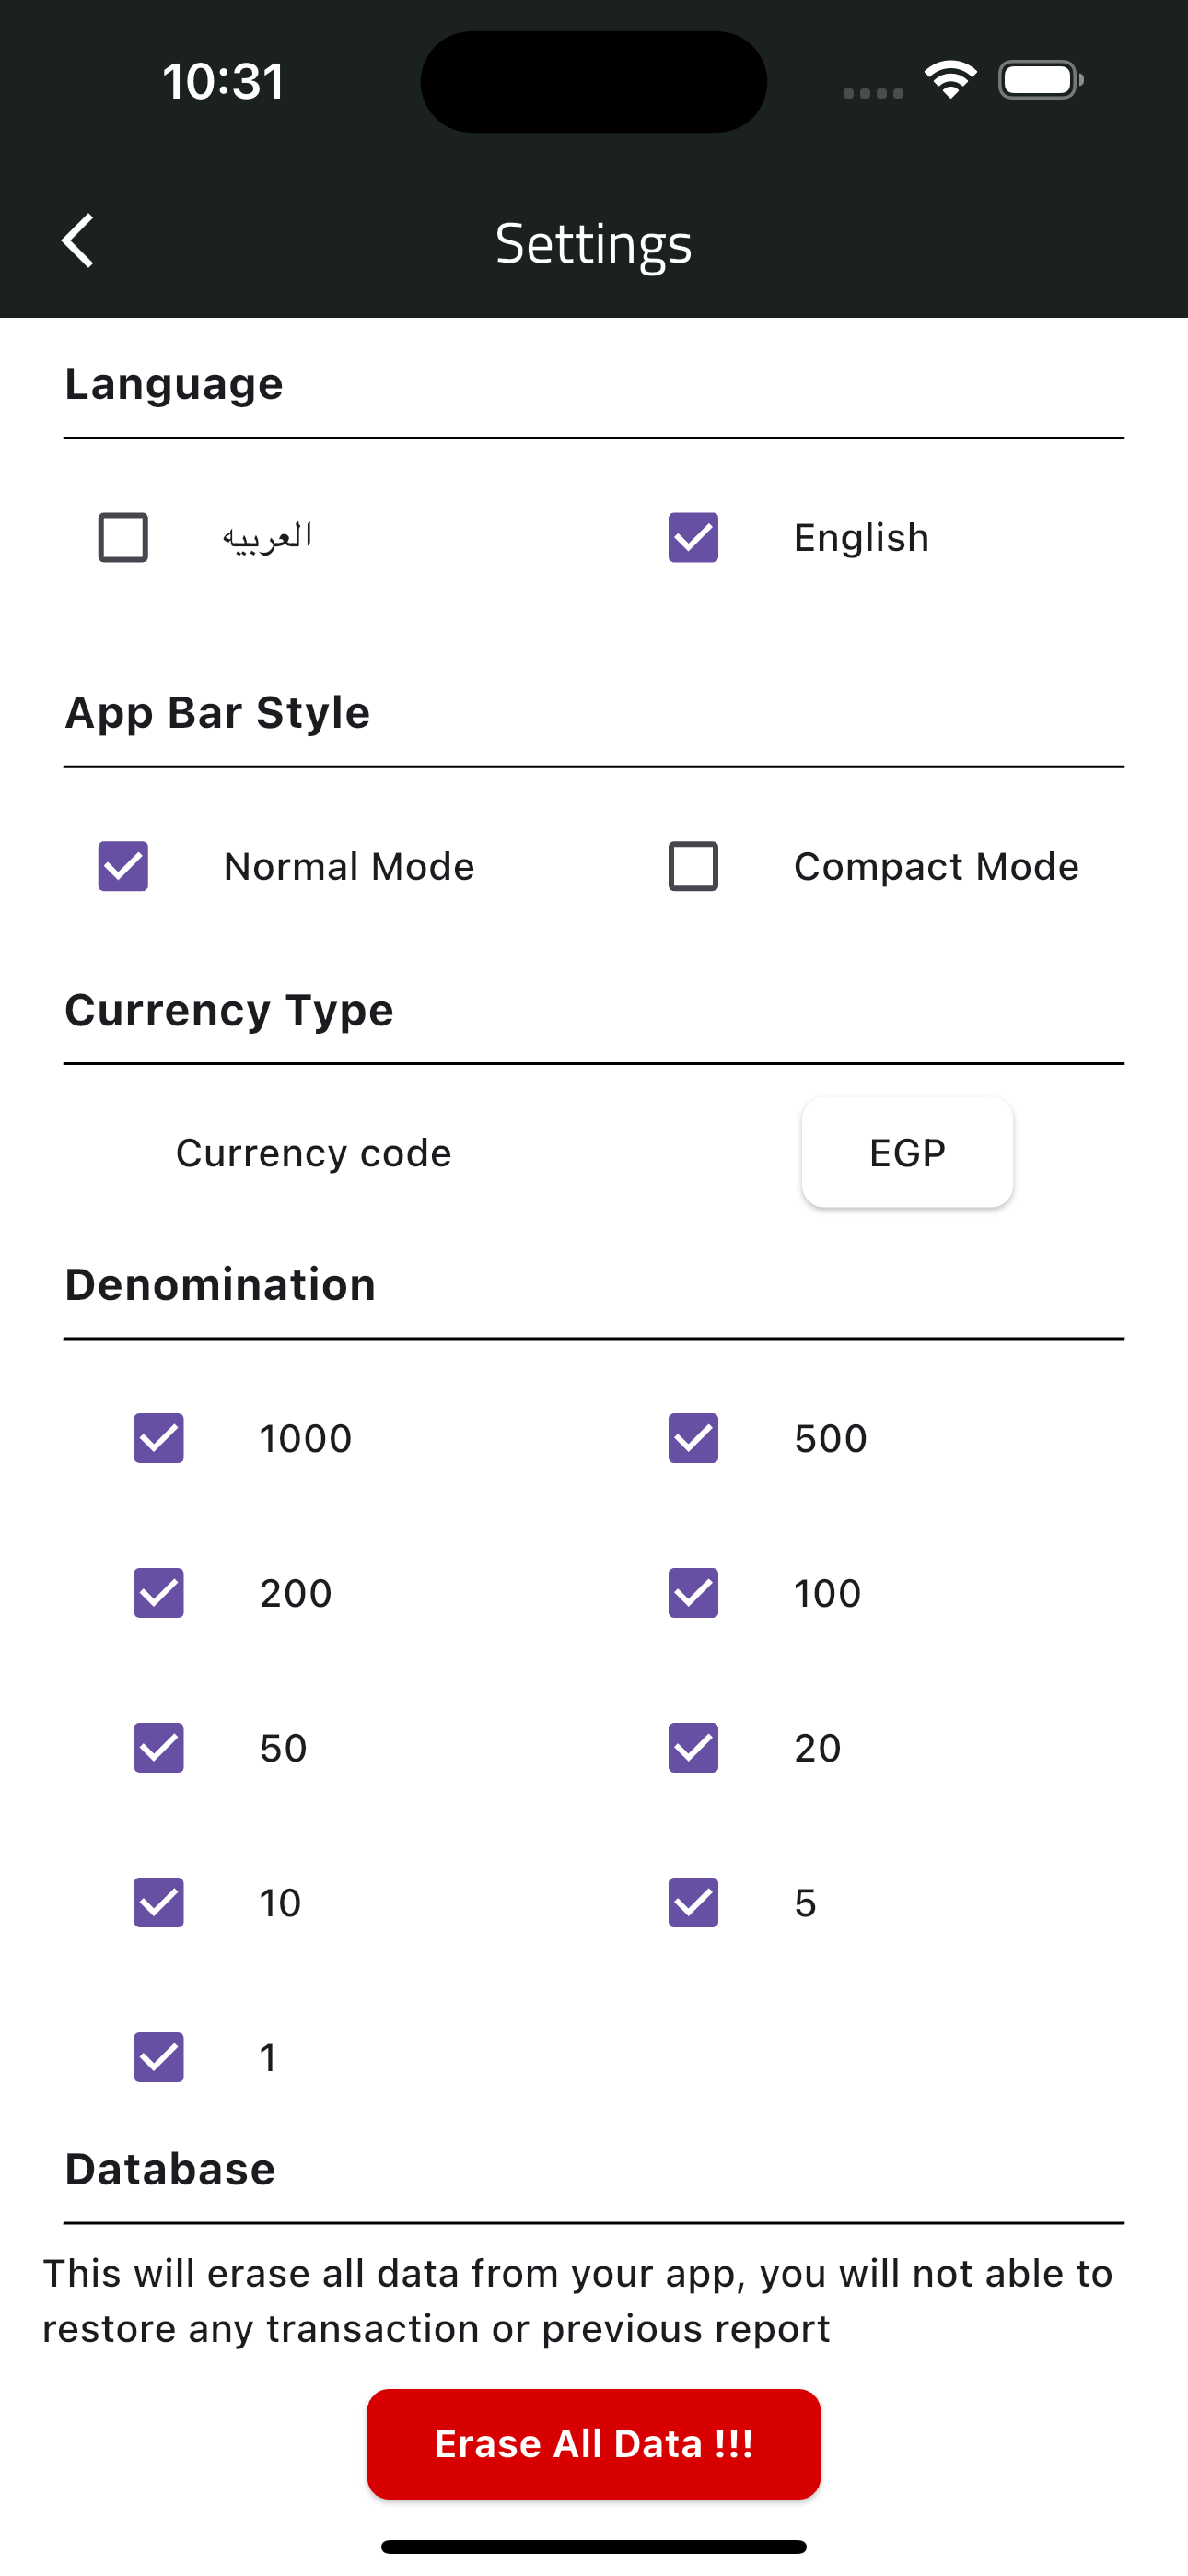 10:31
Settings
Language
العربيه
English
App Bar Style
Normal Mode
Compact Mode
Currency Type
Currency code
EGP
Denomination
1000
500
200
100
50
20
10
5
1
Database
This will erase all data from your app, you will not able to
restore any transaction or previous report
Erase All Data !!!